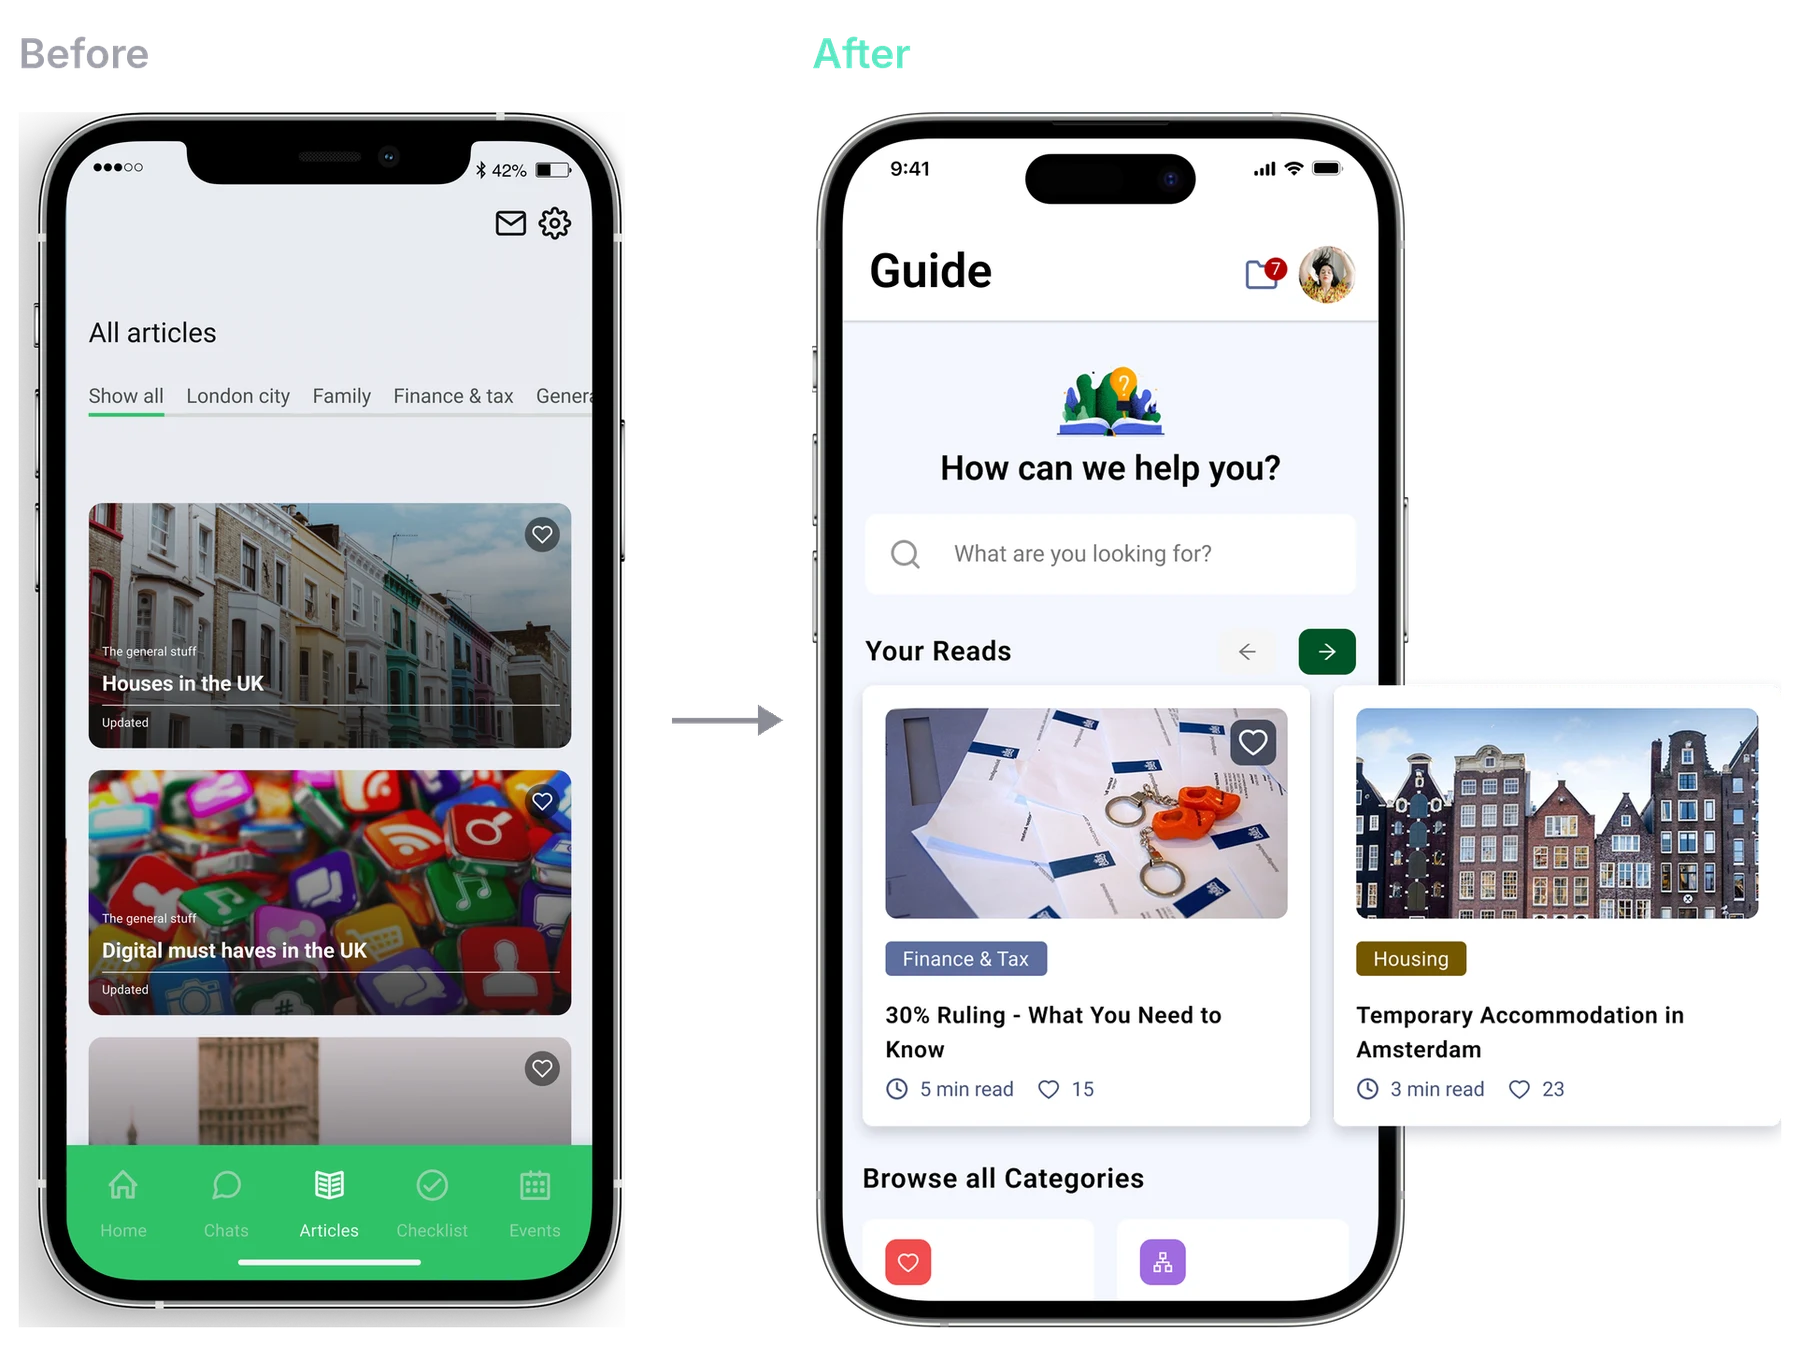 Before
After
42%
All articles
Show all London city Family Finance & tax Genera
The general stuff
Houses in the UK
Updated
The general stuff
Digital must haves in the UK
Updated
Home Chats Articles Checklist Events
9:41
Guide
7
How can we help you?
What are you looking for?
Your Reads
Finance & Tax
30% Ruling - What You Need to
Know
5 min read 15
Housing
Temporary Accommodation in
Amsterdam
3 min read 23
Browse all Categories